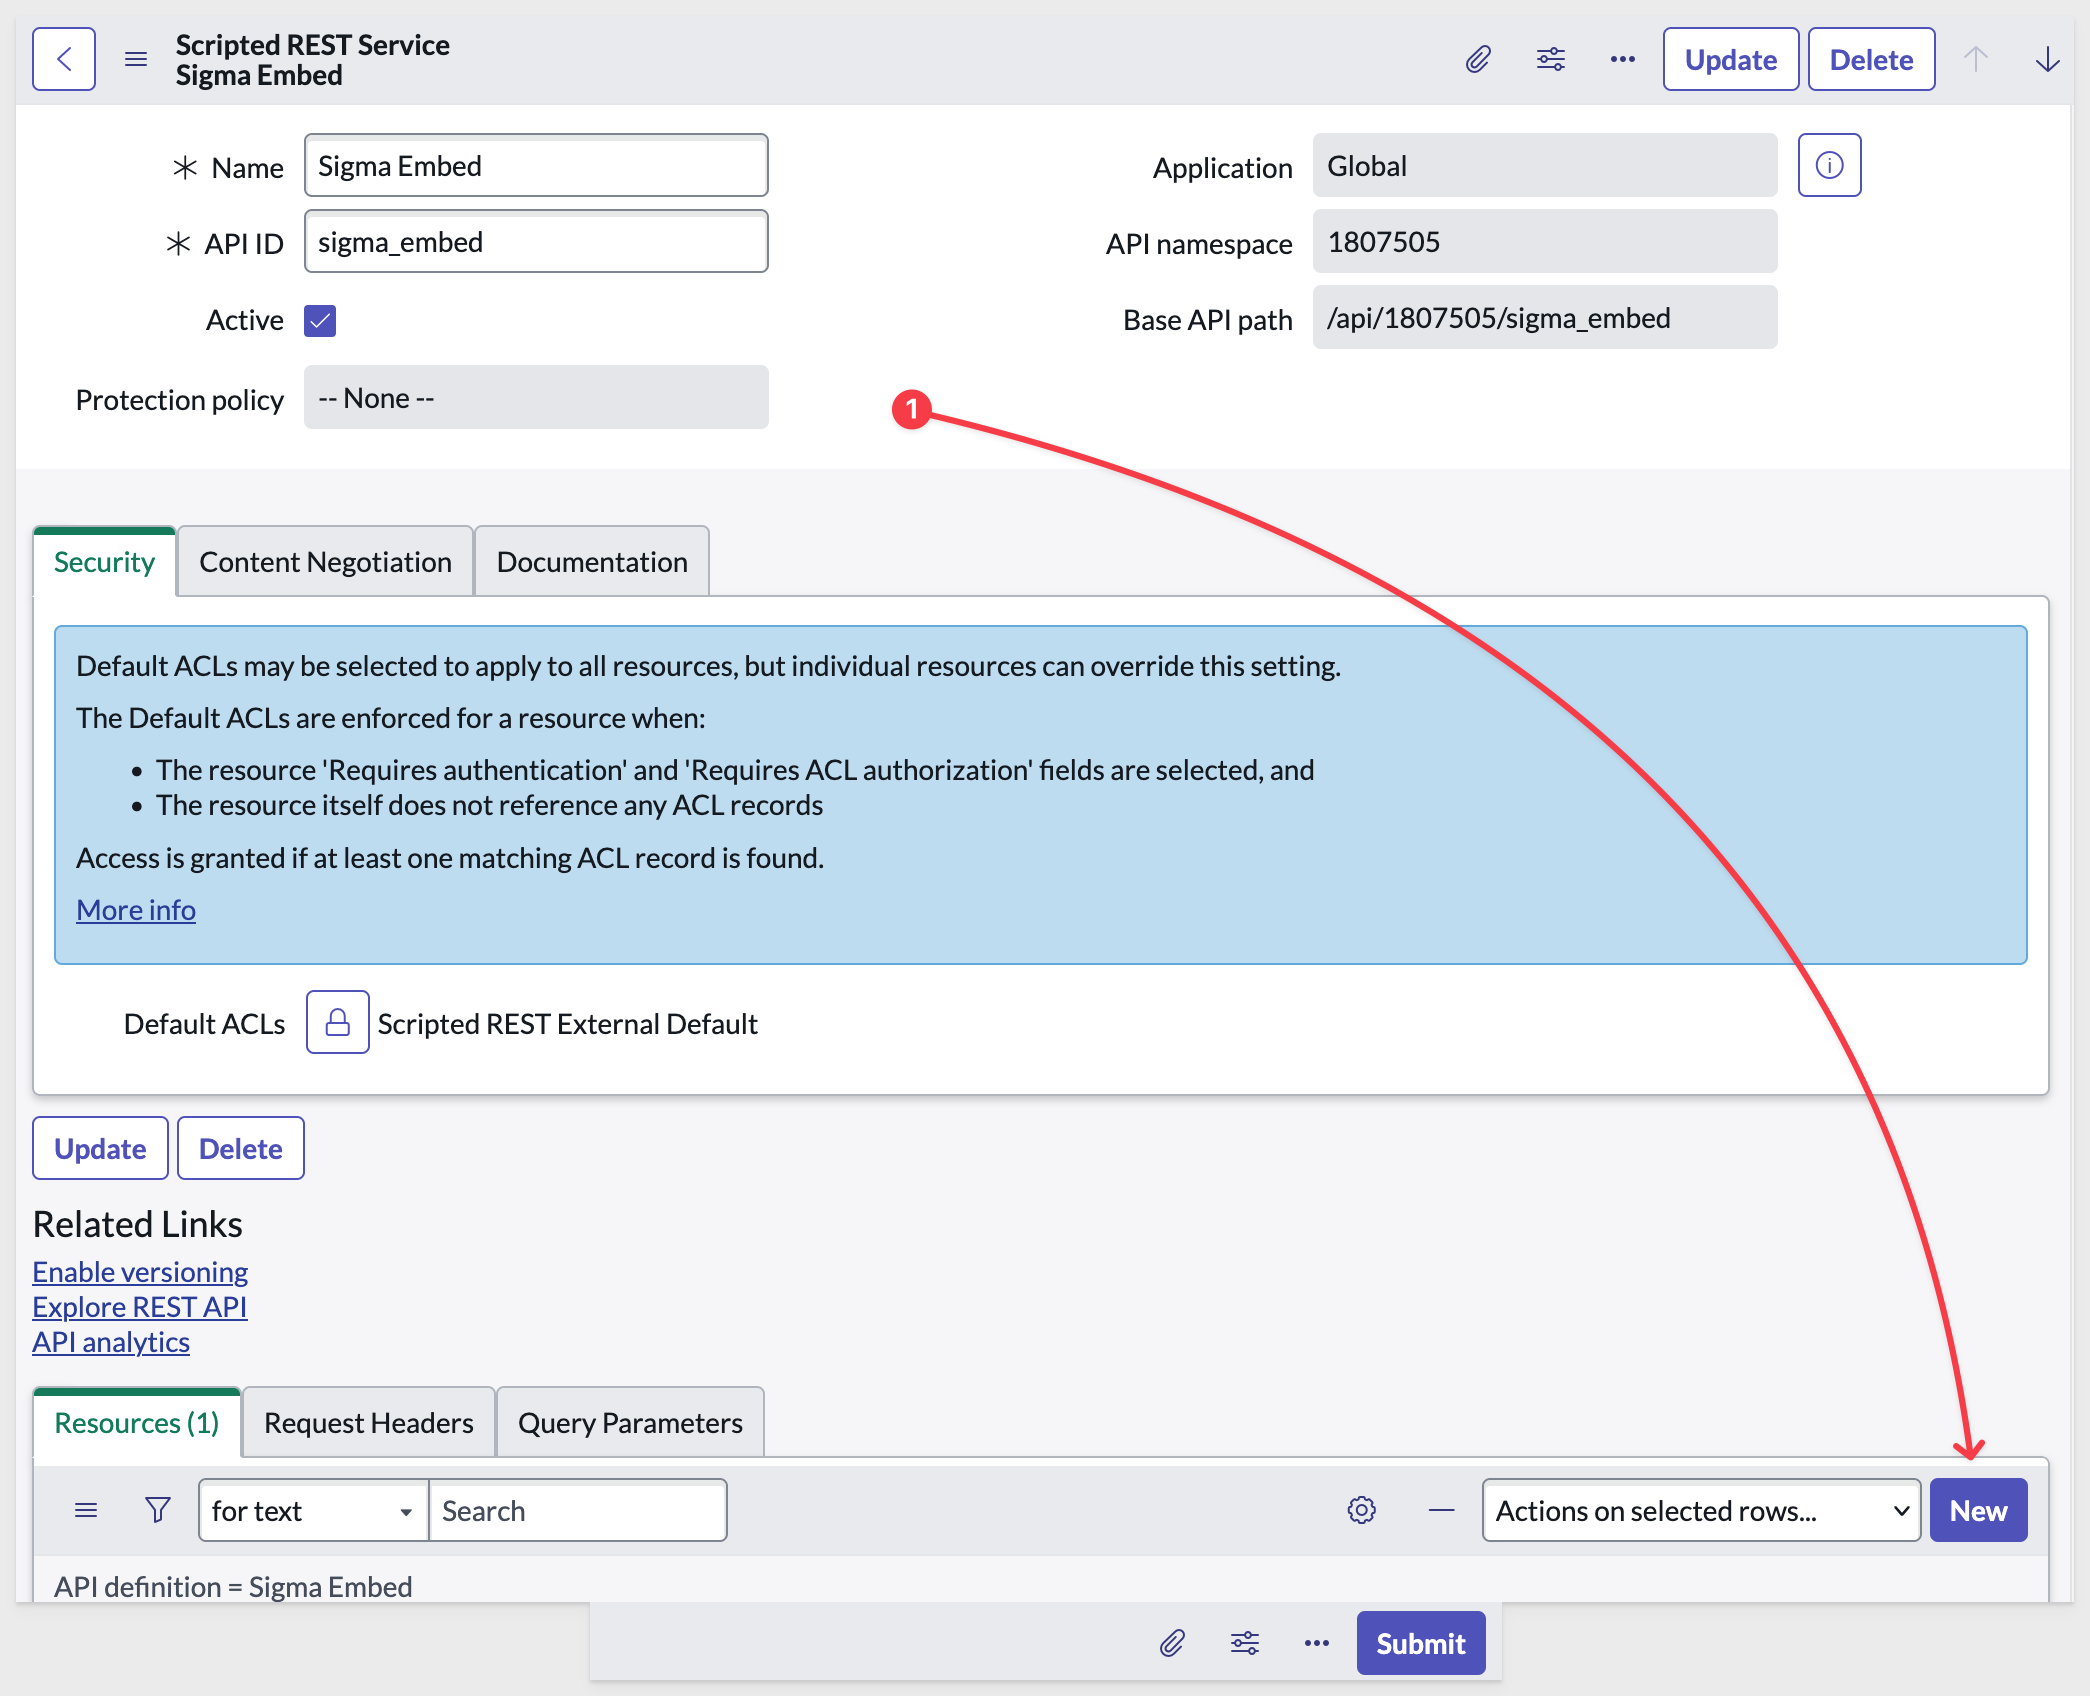 Scripted REST Service
Sigma Embed
Update
Delete
Name
Sigma Embed
Application
Global
API ID
sigma_embed
API namespace
1807505
Active
Base API path
/api/1807505/sigma_embed
Protection policy
-- None --
1
Security
Content Negotiation
Documentation
Default ACLs may be selected to apply to all resources, but individual resources can override this setting.
The Default ACLs are enforced for a resource when:
• The resource 'Requires authentication' and 'Requires ACL authorization' fields are selected, and
• The resource itself does not reference any ACL records
Access is granted if at least one matching ACL record is found.
More info
Default ACLs
Scripted REST External Default
Update
Delete
Related Links
Enable versioning
Explore REST API
API analytics
Resources (1)
Request Headers
Query Parameters
for text
Search
Actions on selected rows...
New
API definition = Sigma Embed
Submit